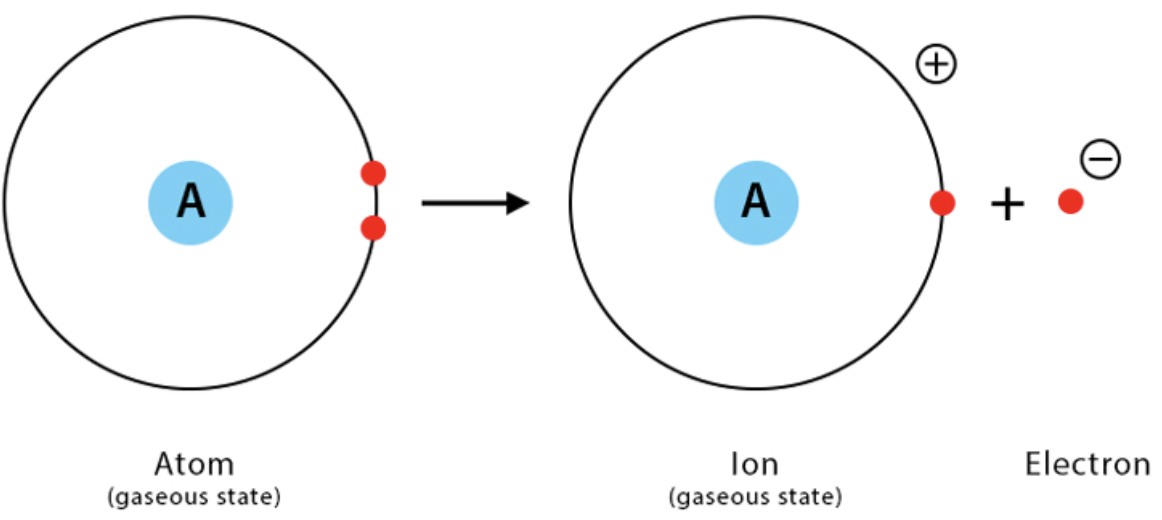 A
A
⊕
+
⊖
Atom
(gaseous state)
Ion
(gaseous state)
Electron